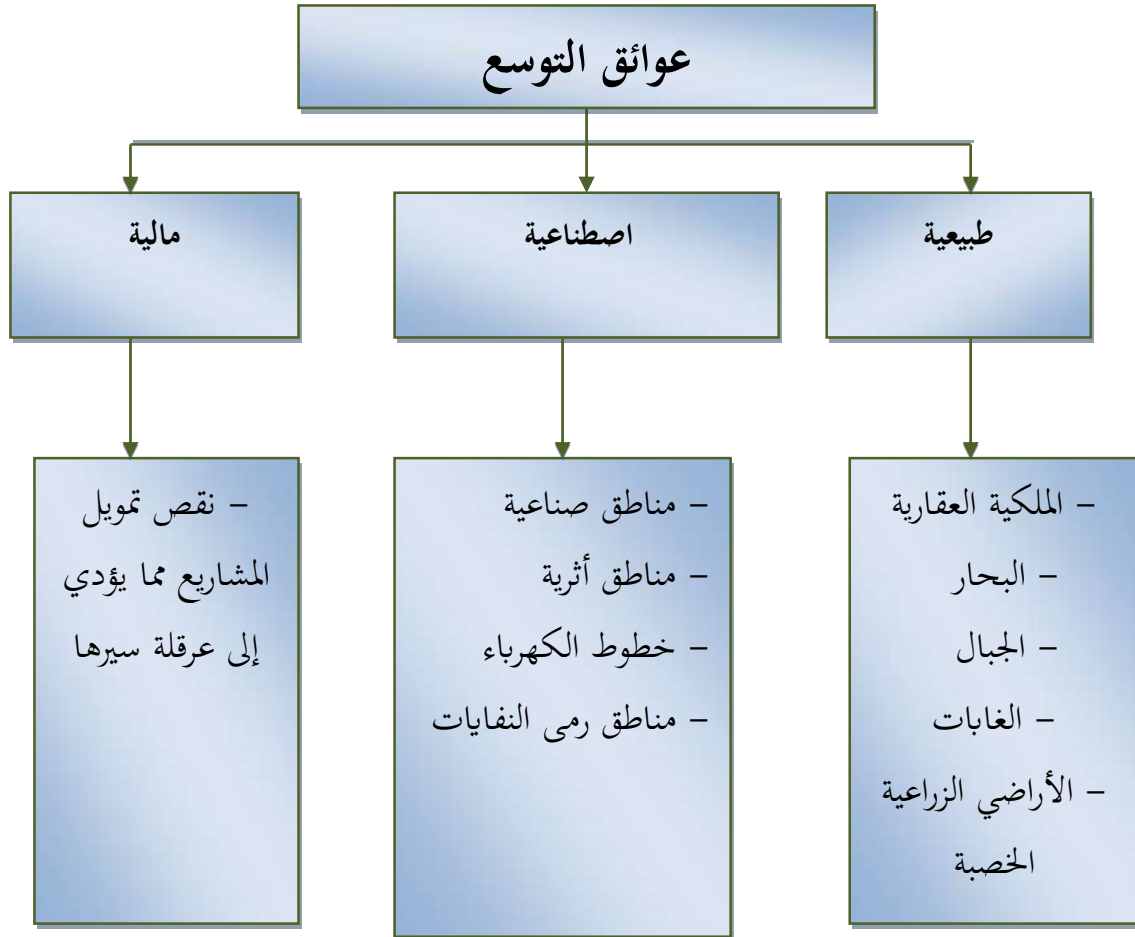 عوائق التوسع
طبيعية
اصطناعية
مالية
– الملكية العقارية
– البحار
– الجبال
– الغابات
– الأراضي الزراعية
الخصبة
– مناطق صناعية
– مناطق أثرية
– خطوط الكهرباء
– مناطق رمى النفايات
– نقص تمويل
المشاريع مما يؤدي
إلى عرقلة سيرها